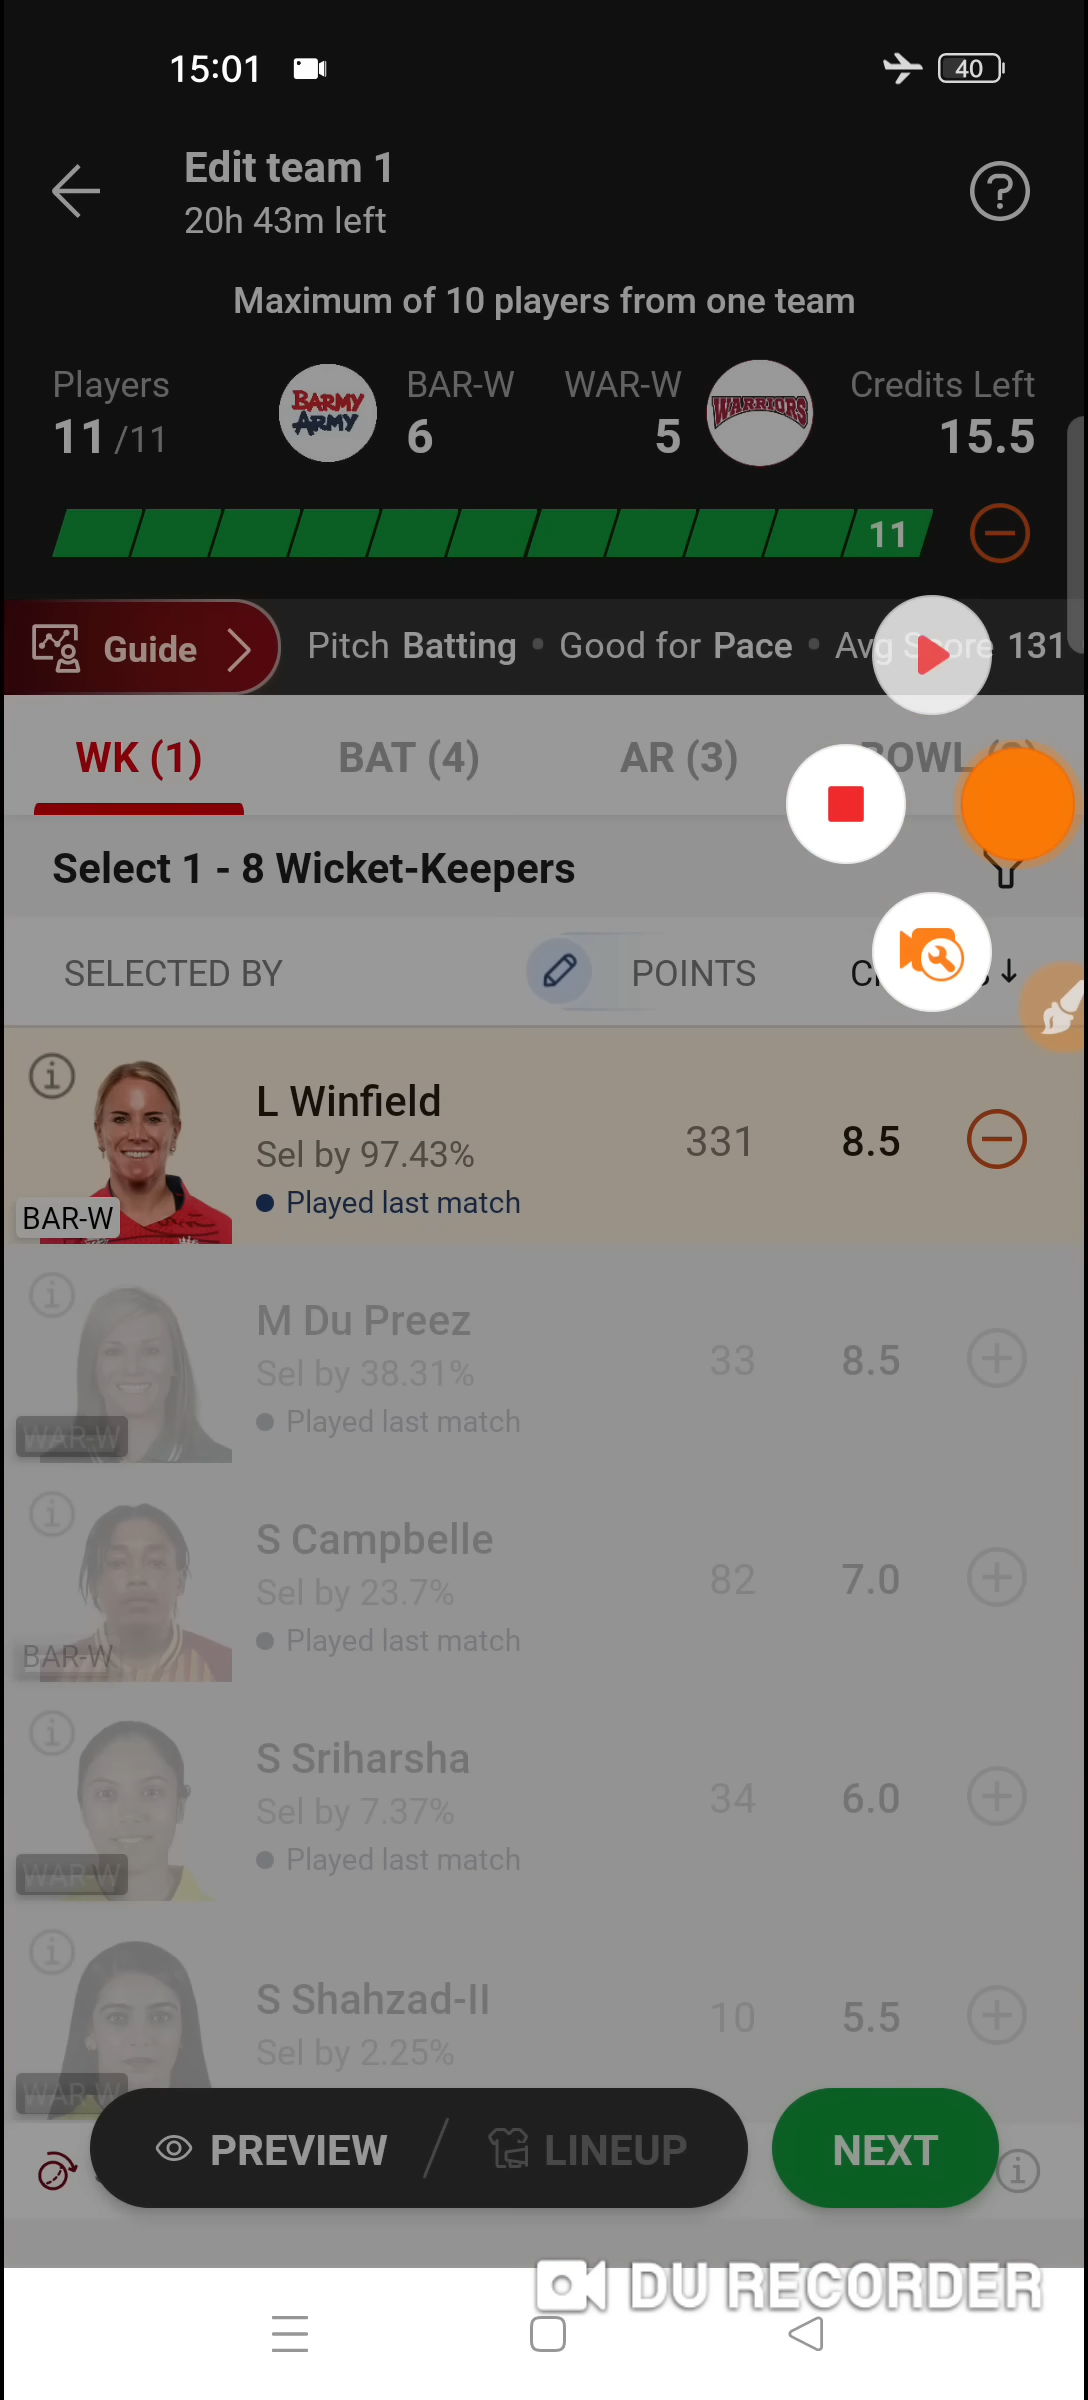 15:01
40
Edit team 1
20h 43m left
Maximum of 10 players from one team
Players
11/11
BARMY ARMY
BAR-W
6
WAR-W
5
WARRIORS
Credits Left
15.5
11
Guide
Pitch Batting • Good for Pace • Avg Score 131
WK (1)
BAT (4)
AR (3)
BOWL
Select 1 - 8 Wicket-Keepers
SELECTED BY
POINTS
L Winfield
Sel by 97.43%
Played last match
BAR-W
331
8.5
M Du Preez
Sel by 38.31%
Played last match
WAR-W
33
8.5
S Campbelle
Sel by 23.7%
Played last match
BAR-W
82
7.0
S Sriharsha
Sel by 7.37%
Played last match
WAR-W
34
6.0
S Shahzad-II
Sel by 2.25%
WAR-W
10
5.5
PREVIEW
LINEUP
NEXT
DU RECORDER